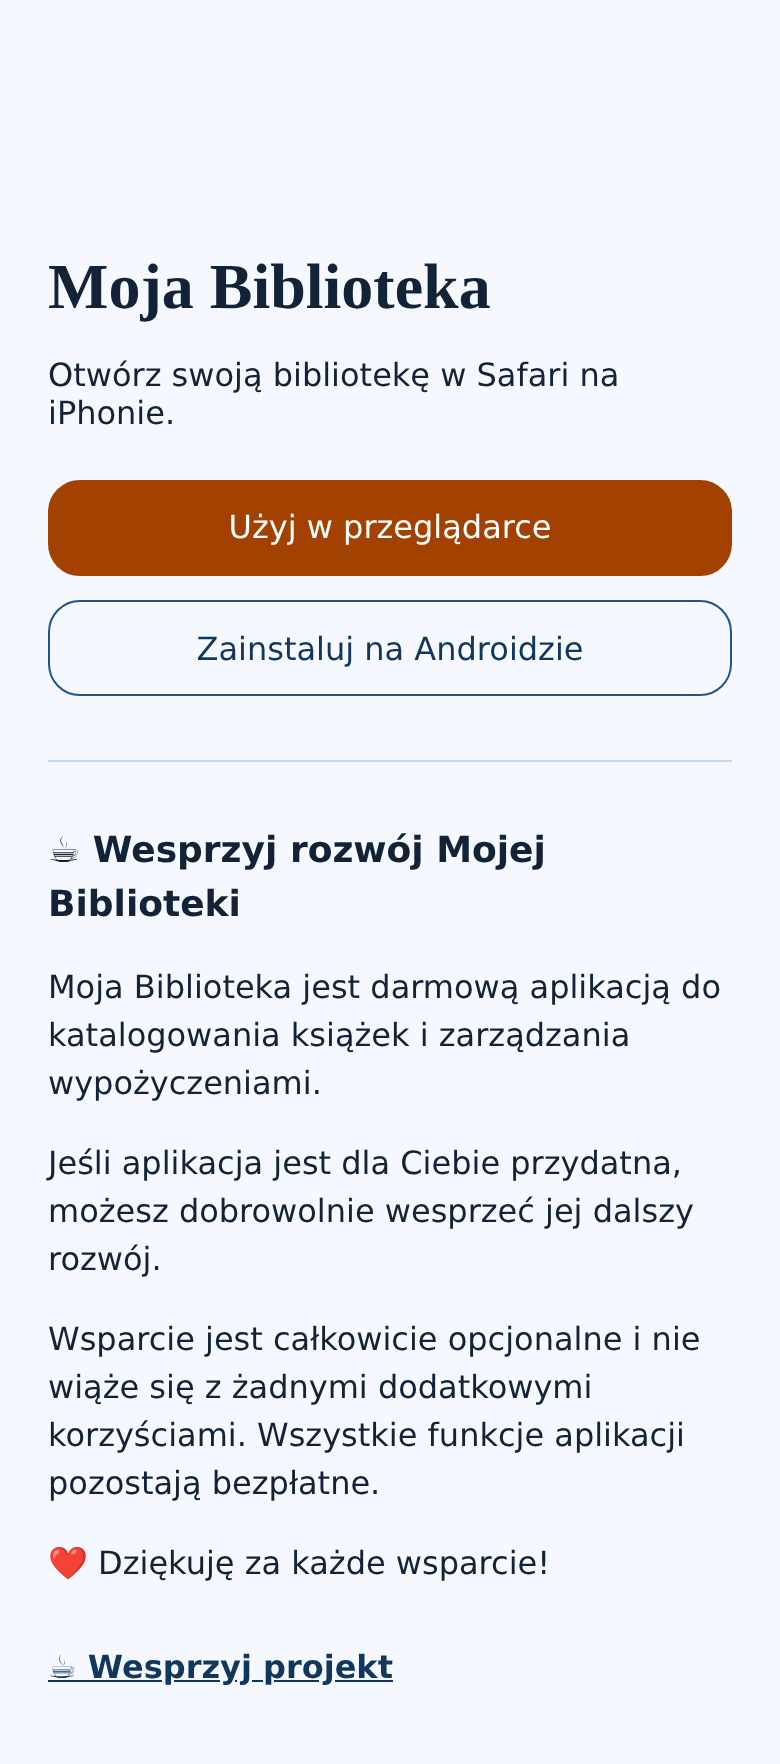 Moja Biblioteka
Otwórz swoją bibliotekę w Safari na
iPhonie.
Użyj w przeglądarce
Zainstaluj na Androidzie
☕ Wesprzyj rozwój Mojej
Biblioteki
Moja Biblioteka jest darmową aplikacją do
katalogowania książek i zarządzania
wypożyczeniami.
Jeśli aplikacja jest dla Ciebie przydatna,
możesz dobrowolnie wesprzeć jej dalszy
rozwój.
Wsparcie jest całkowicie opcjonalne i nie
wiąże się z żadnymi dodatkowymi
korzyściami. Wszystkie funkcje aplikacji
pozostają bezpłatne.
❤️ Dziękuję za każde wsparcie!
☕ Wesprzyj projekt